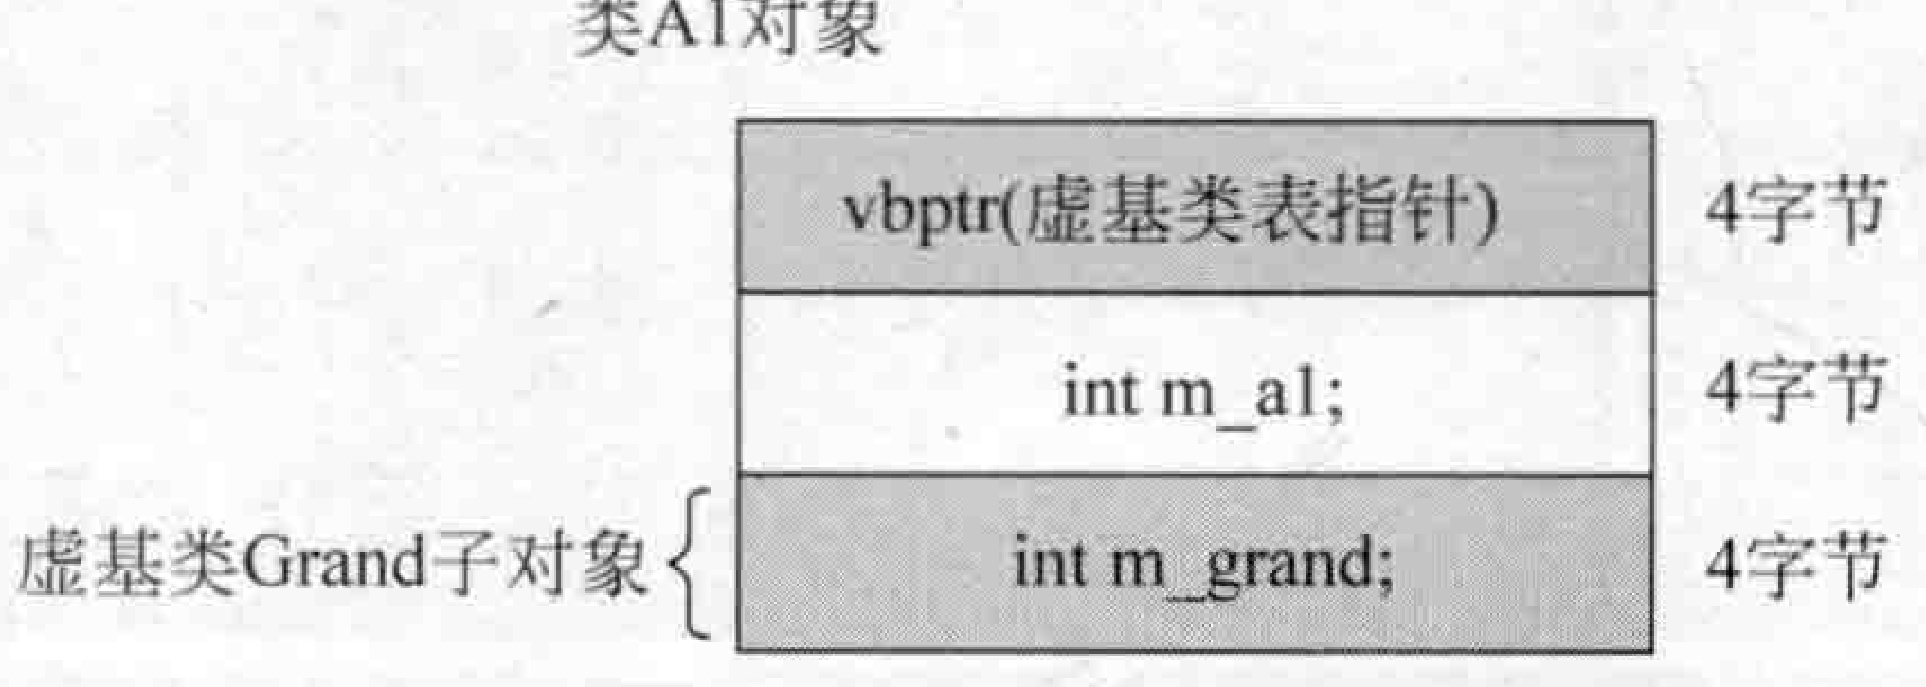 类A1对象
vbptr(虚基类表指针) 4字节
int m_a1; 4字节
虚基类Grand子对象 int m_grand; 4字节